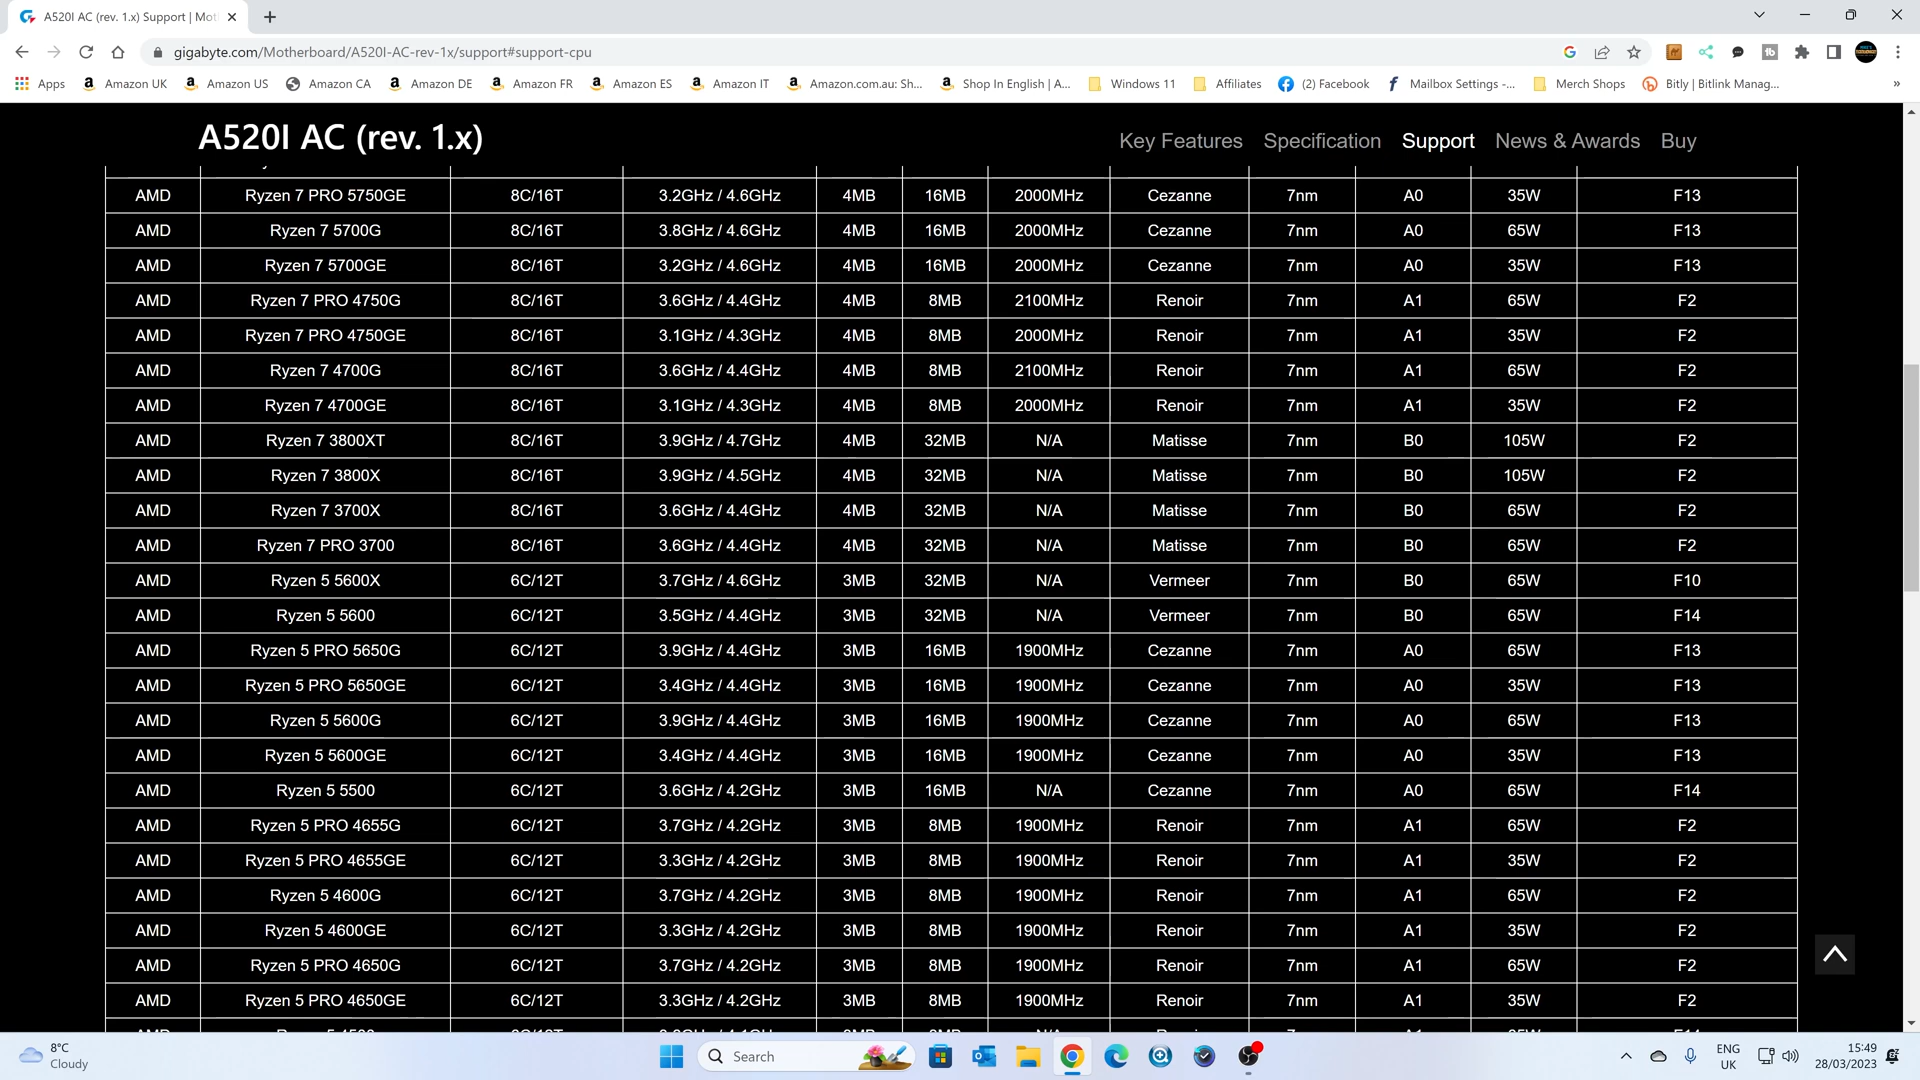 A520I AC (rev. 1.x) Support | Mot
gigabyte.com/Motherboard/A520I-AC-rev-1x/support#support-cpu
Apps Amazon UK Amazon US Amazon CA Amazon DE Amazon FR Amazon ES Amazon IT Amazon.com.au: Sh... Shop In English | A... Windows 11 Affiliates (2) Facebook Mailbox Settings -... Merch Shops Bitly | Bitlink Manag... »
A520I AC (rev. 1.x) Key Features Specification Support News & Awards Buy
AMD Ryzen 7 PRO 5750GE 8C/16T 3.2GHz / 4.6GHz 4MB 16MB 2000MHz Cezanne 7nm A0 35W F13
AMD Ryzen 7 5700G 8C/16T 3.8GHz / 4.6GHz 4MB 16MB 2000MHz Cezanne 7nm A0 65W F13
AMD Ryzen 7 5700GE 8C/16T 3.2GHz / 4.6GHz 4MB 16MB 2000MHz Cezanne 7nm A0 35W F13
AMD Ryzen 7 PRO 4750G 8C/16T 3.6GHz / 4.4GHz 4MB 8MB 2100MHz Renoir 7nm A1 65W F2
AMD Ryzen 7 PRO 4750GE 8C/16T 3.1GHz / 4.3GHz 4MB 8MB 2000MHz Renoir 7nm A1 35W F2
AMD Ryzen 7 4700G 8C/16T 3.6GHz / 4.4GHz 4MB 8MB 2100MHz Renoir 7nm A1 65W F2
AMD Ryzen 7 4700GE 8C/16T 3.1GHz / 4.3GHz 4MB 8MB 2000MHz Renoir 7nm A1 35W F2
AMD Ryzen 7 3800XT 8C/16T 3.9GHz / 4.7GHz 4MB 32MB N/A Matisse 7nm B0 105W F2
AMD Ryzen 7 3800X 8C/16T 3.9GHz / 4.5GHz 4MB 32MB N/A Matisse 7nm B0 105W F2
AMD Ryzen 7 3700X 8C/16T 3.6GHz / 4.4GHz 4MB 32MB N/A Matisse 7nm B0 65W F2
AMD Ryzen 7 PRO 3700 8C/16T 3.6GHz / 4.4GHz 4MB 32MB N/A Matisse 7nm B0 65W F2
AMD Ryzen 5 5600X 6C/12T 3.7GHz / 4.6GHz 3MB 32MB N/A Vermeer 7nm B0 65W F10
AMD Ryzen 5 5600 6C/12T 3.5GHz / 4.4GHz 3MB 32MB N/A Vermeer 7nm B0 65W F14
AMD Ryzen 5 PRO 5650G 6C/12T 3.9GHz / 4.4GHz 3MB 16MB 1900MHz Cezanne 7nm A0 65W F13
AMD Ryzen 5 PRO 5650GE 6C/12T 3.4GHz / 4.4GHz 3MB 16MB 1900MHz Cezanne 7nm A0 35W F13
AMD Ryzen 5 5600G 6C/12T 3.9GHz / 4.4GHz 3MB 16MB 1900MHz Cezanne 7nm A0 65W F13
AMD Ryzen 5 5600GE 6C/12T 3.4GHz / 4.4GHz 3MB 16MB 1900MHz Cezanne 7nm A0 35W F13
AMD Ryzen 5 5500 6C/12T 3.6GHz / 4.2GHz 3MB 16MB N/A Cezanne 7nm A0 65W F14
AMD Ryzen 5 PRO 4655G 6C/12T 3.7GHz / 4.2GHz 3MB 8MB 1900MHz Renoir 7nm A1 65W F2
AMD Ryzen 5 PRO 4655GE 6C/12T 3.3GHz / 4.2GHz 3MB 8MB 1900MHz Renoir 7nm A1 35W F2
AMD Ryzen 5 4600G 6C/12T 3.7GHz / 4.2GHz 3MB 8MB 1900MHz Renoir 7nm A1 65W F2
AMD Ryzen 5 4600GE 6C/12T 3.3GHz / 4.2GHz 3MB 8MB 1900MHz Renoir 7nm A1 35W F2
AMD Ryzen 5 PRO 4650G 6C/12T 3.7GHz / 4.2GHz 3MB 8MB 1900MHz Renoir 7nm A1 65W F2
AMD Ryzen 5 PRO 4650GE 6C/12T 3.3GHz / 4.2GHz 3MB 8MB 1900MHz Renoir 7nm A1 35W F2
8°C
Cloudy
Search
ENG
UK
15:49
28/03/2023